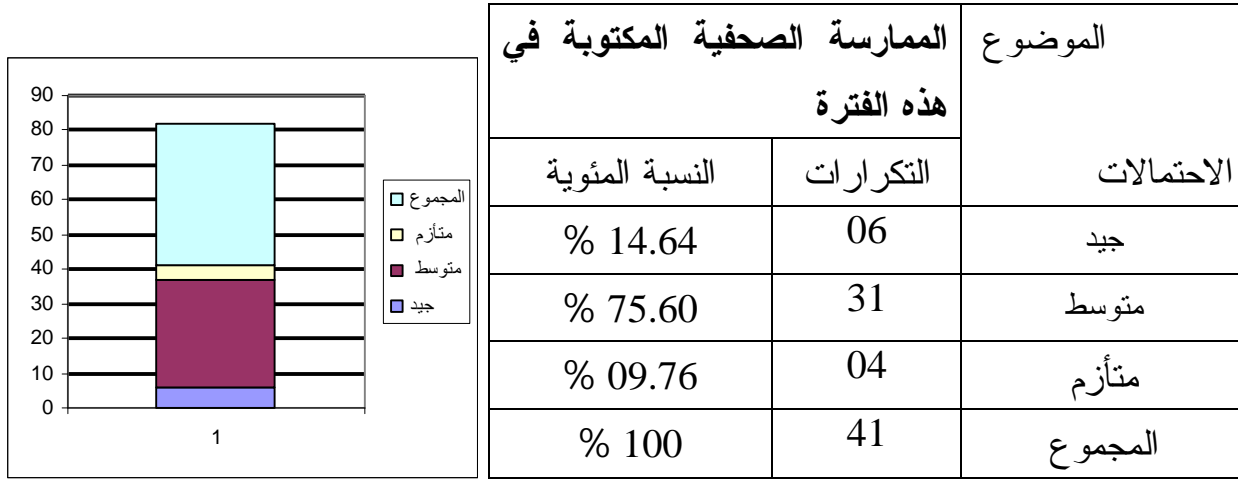 الموضوع
الممارسة الصحفية المكتوبة في
هذه الفترة
الاحتمالات
التكرارات
النسبة المئوية
جيد
06
14.64 %
متوسط
31
75.60 %
متأزم
04
09.76 %
المجموع
41
100 %
90
80
70
60
50
40
30
20
10
0
1
المجموع
متأزم
متوسط
جيد